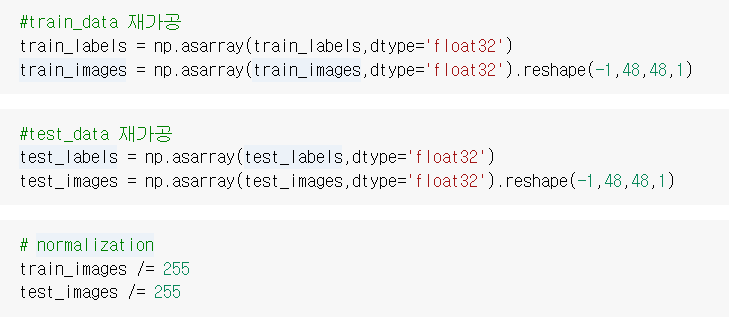 #train_data 재가공
train_labels = np.asarray(train_labels,dtype='float32')
train_images = np.asarray(train_images,dtype='float32').reshape(-1,48,48,1)
#test_data 재가공
test_labels = np.asarray(test_labels,dtype='float32')
test_images = np.asarray(test_images,dtype='float32').reshape(-1,48,48,1)
# normalization
train_images /= 255
test_images /= 255